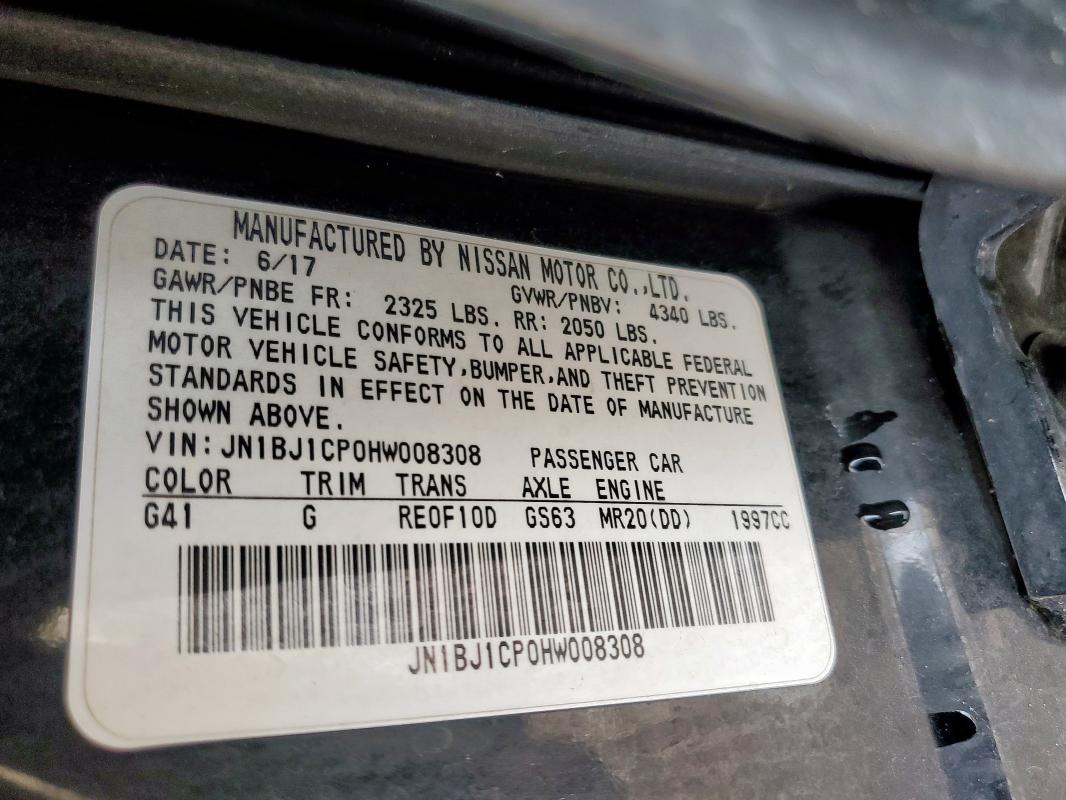 MANUFACTURED BY NISSAN MOTOR CO.,LTD.
DATE: 6/17 GVWR/PNBV: 4340 LBS.
GAWR/PNBE FR: 2325 LBS. RR: 2050 LBS.
THIS VEHICLE CONFORMS TO ALL APPLICABLE FEDERAL
MOTOR VEHICLE SAFETY,BUMPER,AND THEFT PREVENTION
STANDARDS IN EFFECT ON THE DATE OF MANUFACTURE
SHOWN ABOVE.
VIN:JN1BJ1CP0HW008308 PASSENGER CAR
COLOR TRIM TRANS AXLE ENGINE
G41 G RE0F10D GS63 MR20(DD) 1997CC
JN1BJ1CP0HW008308